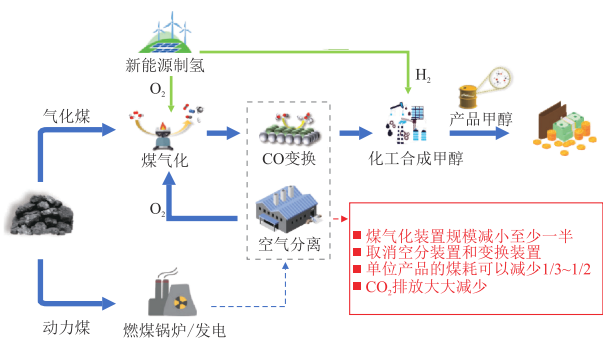 新能源制氢
O₂
H₂
气化煤
煤气化
CO变换
化工合成甲醇
产品甲醇
O₂
空气分离
动力煤
燃煤锅炉/发电
■ 煤气化装置规模减小至少一半
■ 取消空分装置和变换装置
■ 单位产品的煤耗可以减少1/3~1/2
■ CO₂排放大大减少